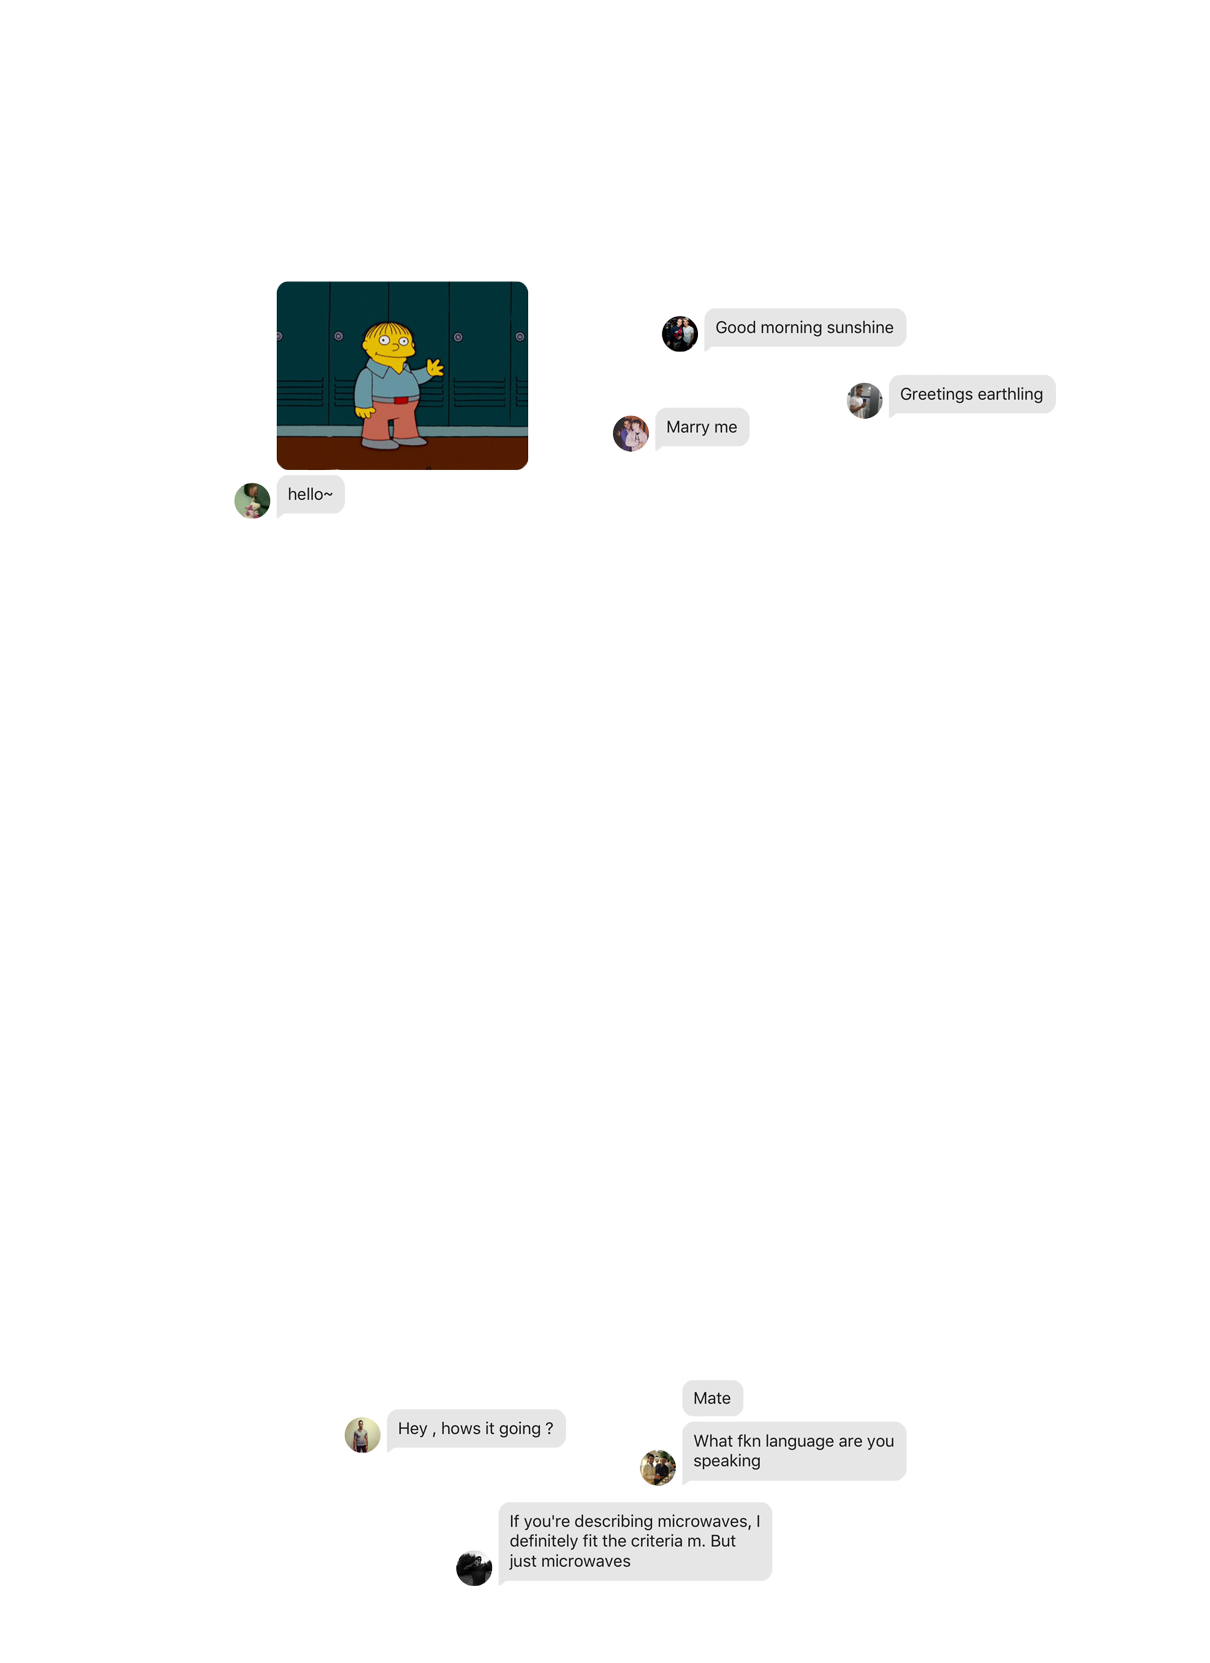 Good morning sunshine
Greetings earthling
Marry me
hello~
Mate
Hey , hows it going ?
What fkn language are you
speaking
If you're describing microwaves, I
definitely fit the criteria m. But
just microwaves